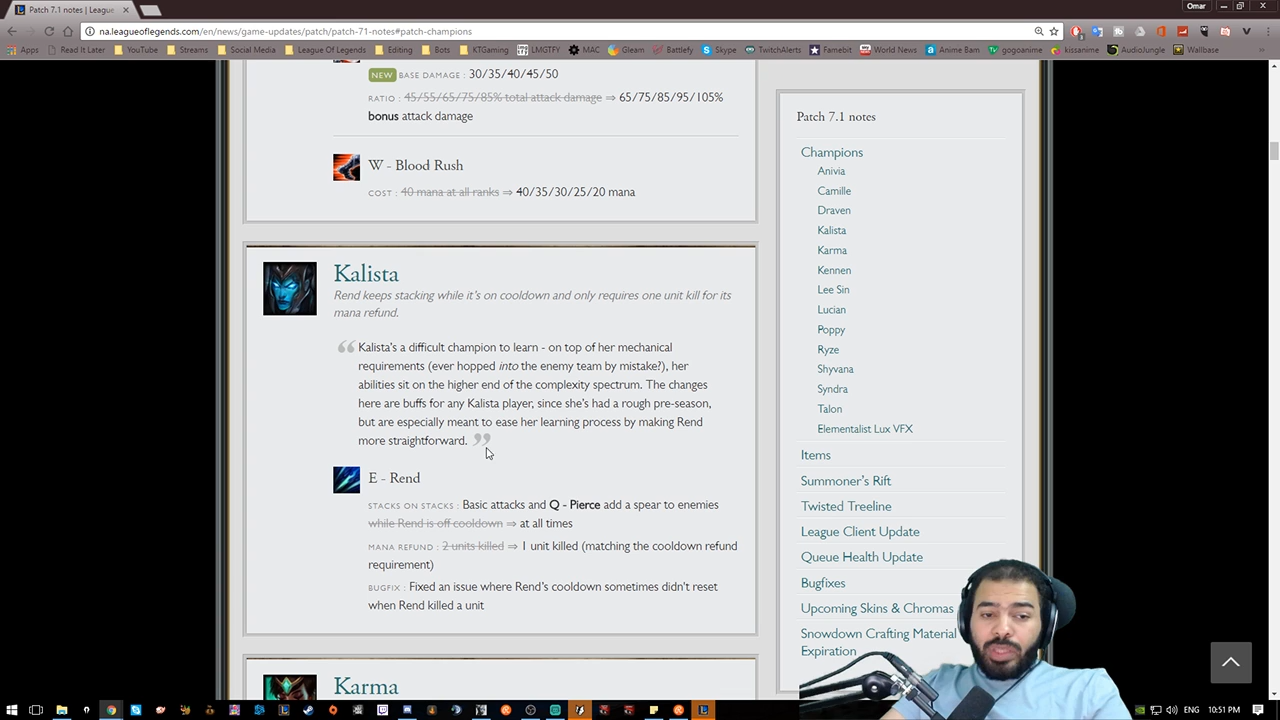 Patch 7.1 notes | League
Omar
na.leagueoflegends.com/en/news/game-updates/patch/patch-71-notes#patch-champions
Apps Read It Later YouTube Streams Social Media League Of Legends Editing Bots KTGaming LMGTFY MAC Gleam Battlefy Skype TwitchAlerts Famebit World News Anime Bam gogoanime kissanime AudioJungle Wallbase
NEW BASE DAMAGE : 30/35/40/45/50
RATIO : 45/55/65/75/85% total attack damage ⇒ 65/75/85/95/105%
bonus attack damage
W - Blood Rush
COST : 40 mana at all ranks ⇒ 40/35/30/25/20 mana
Kalista
Rend keeps stacking while it's on cooldown and only requires one unit kill for its
mana refund.
Kalista's a difficult champion to learn - on top of her mechanical
requirements (ever hopped into the enemy team by mistake?), her
abilities sit on the higher end of the complexity spectrum. The changes
here are buffs for any Kalista player, since she's had a rough pre-season,
but are especially meant to ease her learning process by making Rend
more straightforward.
E - Rend
STACKS ON STACKS : Basic attacks and Q - Pierce add a spear to enemies
while Rend is off cooldown ⇒ at all times
MANA REFUND : 2 units killed ⇒ 1 unit killed (matching the cooldown refund
requirement)
BUGFIX : Fixed an issue where Rend's cooldown sometimes didn't reset
when Rend killed a unit
Karma
Patch 7.1 notes
Champions
Anivia
Camille
Draven
Kalista
Karma
Kennen
Lee Sin
Lucian
Poppy
Ryze
Shyvana
Syndra
Talon
Elementalist Lux VFX
Items
Summoner's Rift
Twisted Treeline
League Client Update
Queue Health Update
Bugfixes
Upcoming Skins & Chromas
Snowdown Crafting Material
Expiration
ENG 10:51 PM